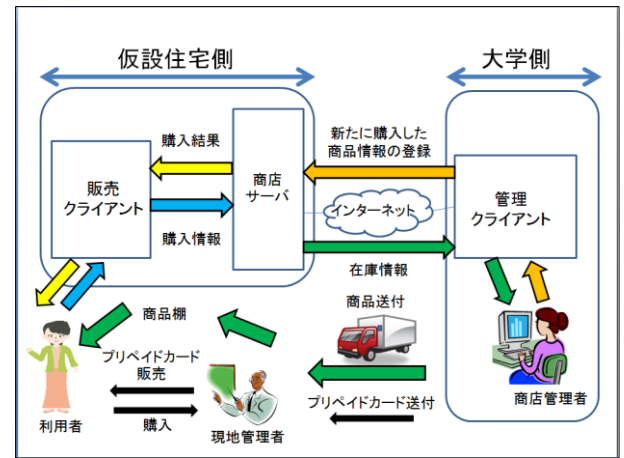 仮設住宅側
大学側
購入結果
新たに購入した
商品情報の登録
販売
クライアント
商店
サーバ
インターネット
管理
クライアント
購入情報
在庫情報
商品棚
商品送付
プリペイドカード
販売
プリペイドカード送付
商店管理者
購入
利用者
現地管理者